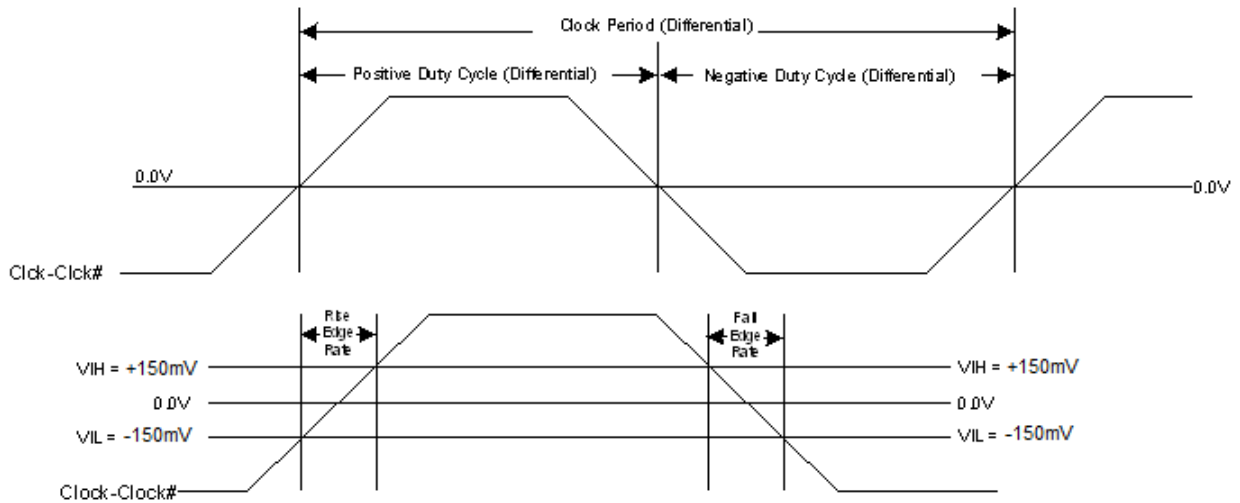 Clock Period (Differential)
Positive Duty Cycle (Differential)
Negative Duty Cycle (Differential)
0.0V
0.0V
Clck-Clck#
Rise
Edge
Rate
Fall
Edge
Rate
VIH = +150mV
VIH = +150mV
0.0V
0.0V
VIL = -150mV
VIL = -150mV
Clock-Clock#